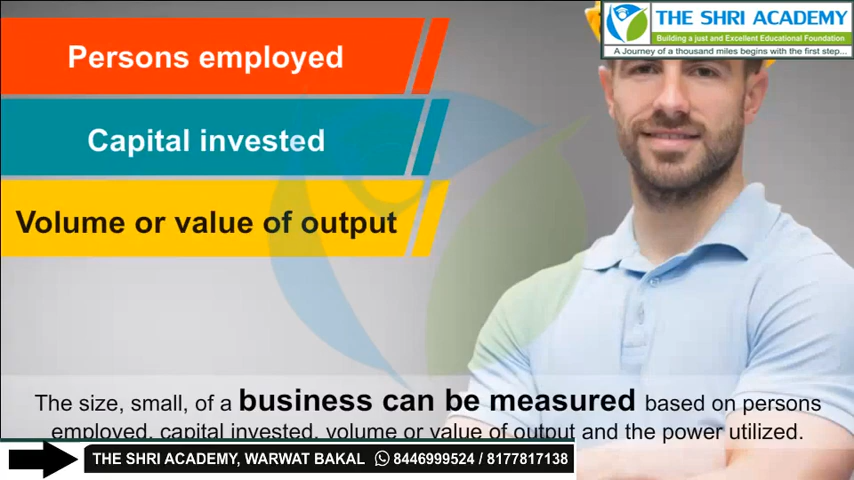 THE SHRI ACADEMY
Building a just and Excellent Educational Foundation
A Journey of a thousand miles begins with the first step...
Persons employed
Capital invested
Volume or value of output
The size, small, of a business can be measured based on persons
employed, capital invested, volume or value of output and the power utilized.
THE SHRI ACADEMY, WARWAT BAKAL 8446999524 / 8177817138